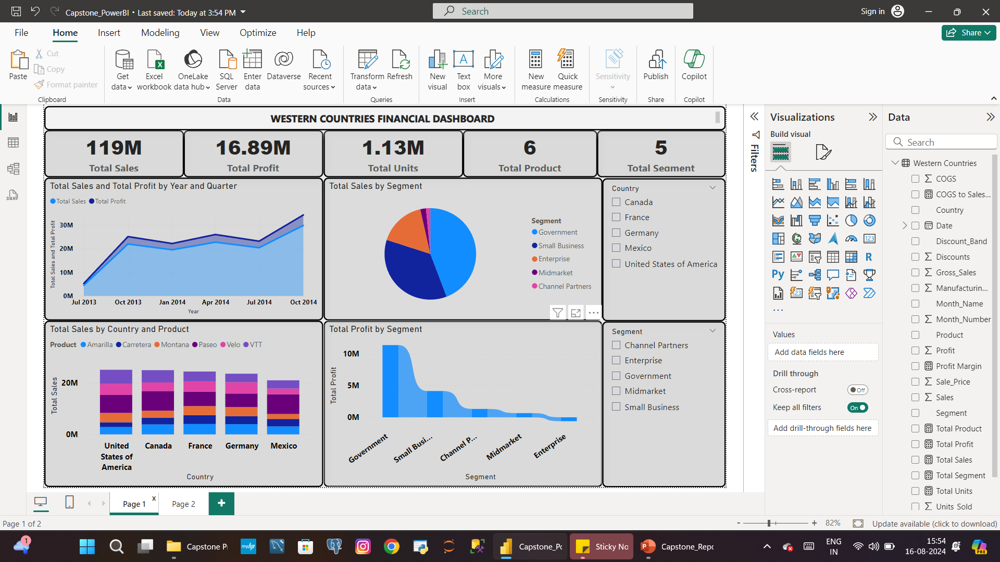 Capstone_PowerBI • Last saved: Today at 3:54 PM
Search
Sign in
File
Home
Insert
Modeling
View
Optimize
Help
Share
Paste
Cut
Copy
Format painter
Clipboard
Get data
Excel workbook
OneLake data hub
SQL Server
Enter data
Dataverse
Recent sources
Data
Transform data
Refresh
Queries
New visual
Text box
More visuals
Insert
New measure
Quick measure
Calculations
Sensitivity
Sensitivity
Publish
Share
Copilot
Copilot
WESTERN COUNTRIES FINANCIAL DASHBOARD
119M
Total Sales
16.89M
Total Profit
1.13M
Total Units
6
Total Product
5
Total Segment
Total Sales and Total Profit by Year and Quarter
Total Sales
Total Profit
Total Sales and Total Profit
30M
20M
10M
0M
Jul 2013
Oct 2013
Jan 2014
Apr 2014
Jul 2014
Oct 2014
Year
Total Sales by Segment
Segment
Government
Small Business
Enterprise
Midmarket
Channel Partners
Country
Canada
France
Germany
Mexico
United States of America
Total Sales by Country and Product
Product
Amarilla
Carretera
Montana
Paseo
Velo
VTT
Total Sales
20M
0M
United States of America
Canada
France
Germany
Mexico
Country
Total Profit by Segment
Total Profit
10M
5M
0M
Government
Small Busi...
Channel P...
Midmarket
Enterprise
Segment
Segment
Channel Partners
Enterprise
Government
Midmarket
Small Business
Filters
Visualizations
Build visual
123
R
Py
Values
Add data fields here
Drill through
Cross-report
Off
Keep all filters
On
Add drill-through fields here
Data
Search
Western Countries
COGS
COGS to Sales...
Country
Date
Discount_Band
Discounts
Gross_Sales
Manufacturin...
Month_Name
Month_Number
Product
Profit
Profit Margin
Sale_Price
Sales
Segment
Total Product
Total Profit
Total Sales
Total Segment
Total Units
Units Sold
Page 1
x
Page 2
+
Page 1 of 2
-
+
82%
Update available (click to download)
1
Capstone P
myhp
Capstone_Po
Sticky No
Capstone_Repo
ENG
IN
15:54
16-08-2024
PRE